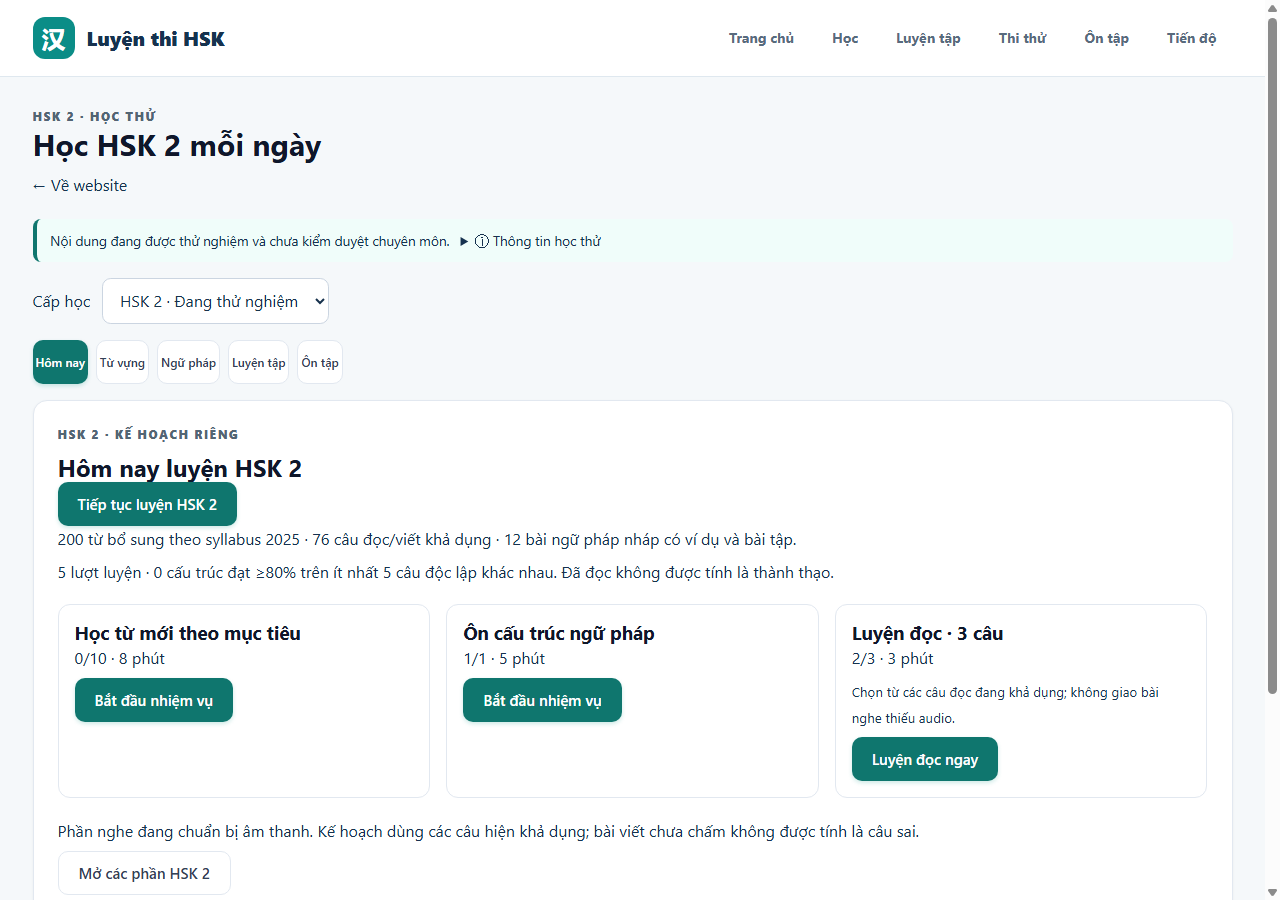 汉 Luyện thi HSK
Trang chủ Học Luyện tập Thi thử Ôn tập Tiến độ
HSK 2 · HỌC THỬ
Học HSK 2 mỗi ngày
← Về website
Nội dung đang được thử nghiệm và chưa kiểm duyệt chuyên môn. ▶ ⓘ Thông tin học thử
Cấp học HSK 2 · Đang thử nghiệm
Hôm nay Từ vựng Ngữ pháp Luyện tập Ôn tập
HSK 2 · KẾ HOẠCH RIÊNG
Hôm nay luyện HSK 2
Tiếp tục luyện HSK 2
200 từ bổ sung theo syllabus 2025 · 76 câu đọc/viết khả dụng · 12 bài ngữ pháp nháp có ví dụ và bài tập.
5 lượt luyện · 0 cấu trúc đạt ≥80% trên ít nhất 5 câu độc lập khác nhau. Đã đọc không được tính là thành thạo.
Học từ mới theo mục tiêu
0/10 · 8 phút
Bắt đầu nhiệm vụ
Ôn cấu trúc ngữ pháp
1/1 · 5 phút
Bắt đầu nhiệm vụ
Luyện đọc · 3 câu
2/3 · 3 phút
Chọn từ các câu đọc đang khả dụng; không giao bài
nghe thiếu audio.
Luyện đọc ngay
Phần nghe đang chuẩn bị âm thanh. Kế hoạch dùng các câu hiện khả dụng; bài viết chưa chấm không được tính là câu sai.
Mở các phần HSK 2